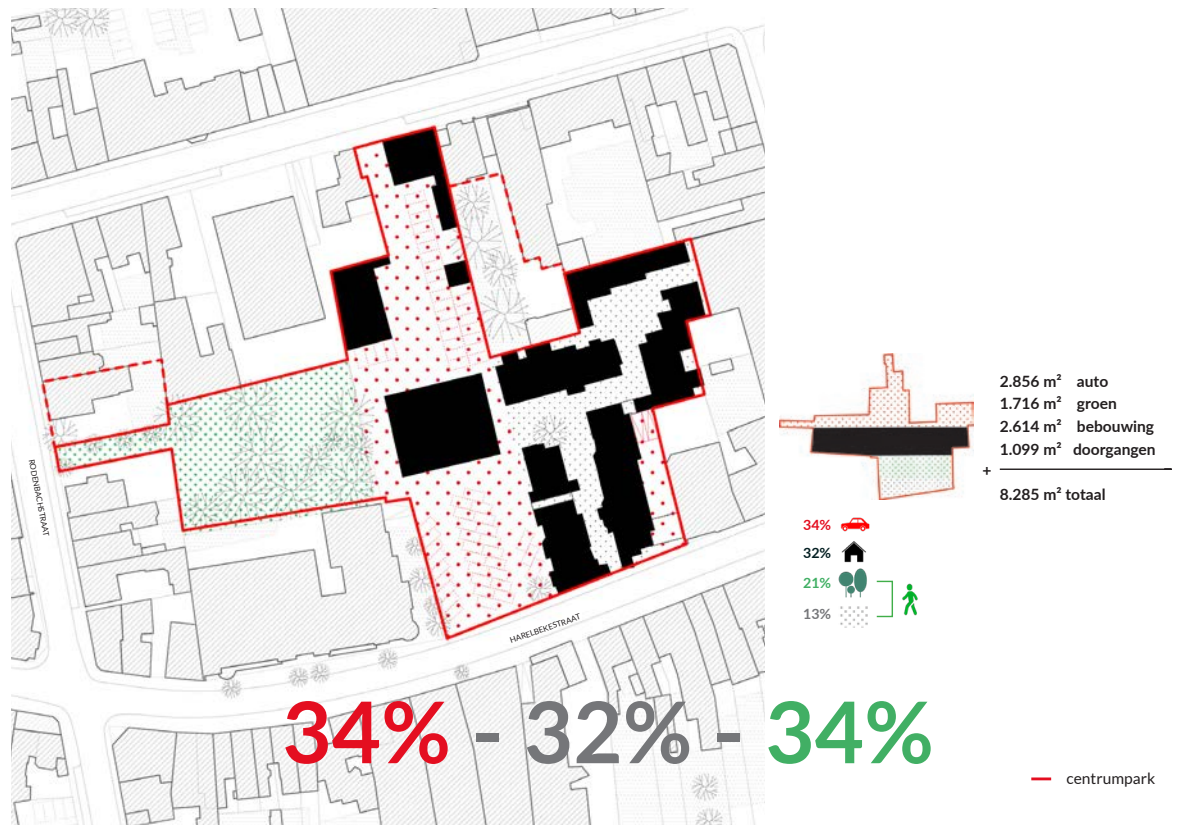 RODENBACHSTRAAT
HARELBEKESTRAAT
2.856 m² auto
1.716 m² groen
2.614 m² bebouwing
1.099 m² doorgangen
+
8.285 m² totaal
34%
32%
21%
13%
34% - 32% - 34%
centrumpark